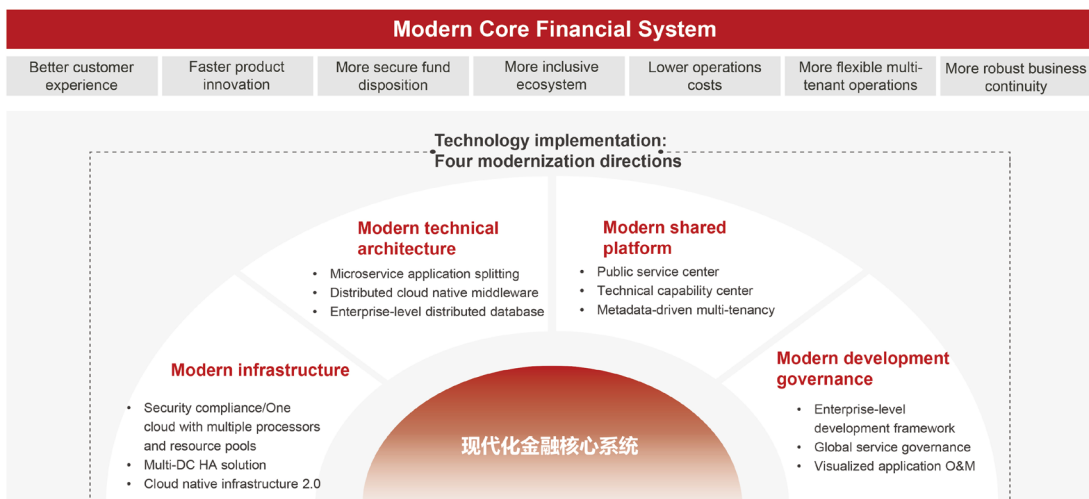 Modern Core Financial System
Better customer
experience
Faster product
innovation
More secure fund
disposition
More inclusive
ecosystem
Lower operations
costs
More flexible multi-
tenant operations
More robust business
continuity
Technology implementation:
Four modernization directions
Modern infrastructure
• Security compliance/One
cloud with multiple processors
and resource pools
• Multi-DC HA solution
• Cloud native infrastructure 2.0
Modern technical
architecture
• Microservice application splitting
• Distributed cloud native middleware
• Enterprise-level distributed database
Modern shared
platform
• Public service center
• Technical capability center
• Metadata-driven multi-tenancy
Modern development
governance
• Enterprise-level
development framework
• Global service governance
• Visualized application O&M
现代化金融核心系统